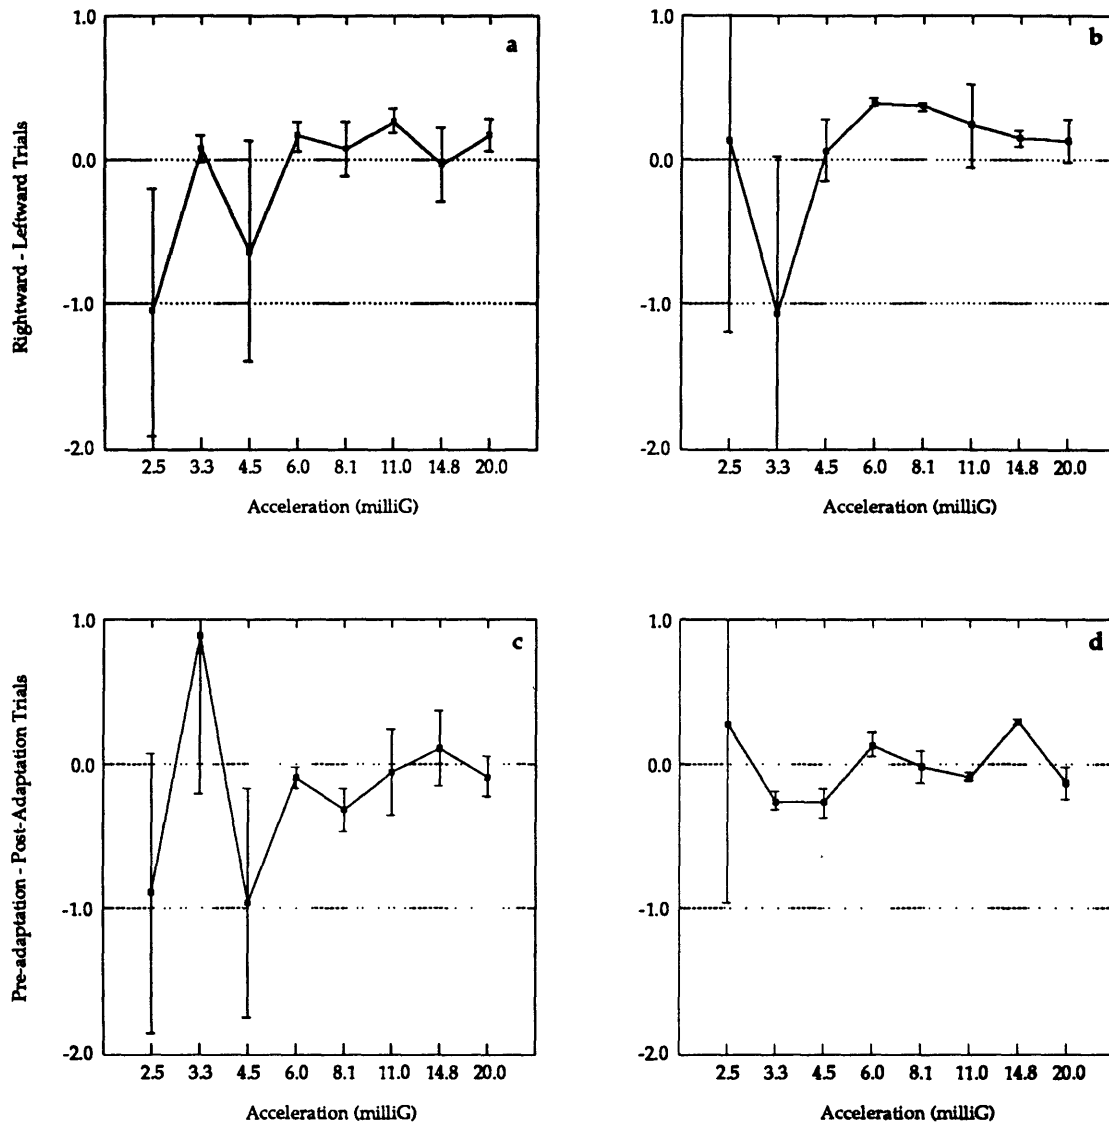 Rightward - Leftward Trials
1.0
0.0
-1.0
-2.0
a
2.5 3.3 4.5 6.0 8.1 11.0 14.8 20.0
Acceleration (milliG)
1.0
0.0
-1.0
-2.0
b
2.5 3.3 4.5 6.0 8.1 11.0 14.8 20.0
Acceleration (milliG)
Pre-adaptation - Post-Adaptation Trials
1.0
0.0
-1.0
-2.0
c
2.5 3.3 4.5 6.0 8.1 11.0 14.8 20.0
Acceleration (milliG)
1.0
0.0
-1.0
-2.0
d
2.5 3.3 4.5 6.0 8.1 11.0 14.8 20.0
Acceleration (milliG)